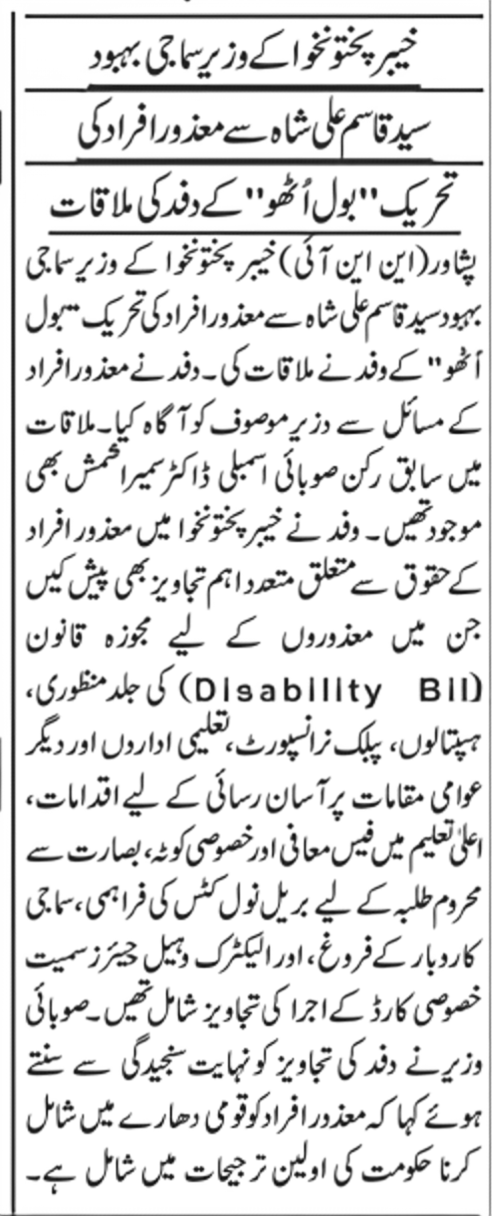 خیبر پختونخوا کے وزیر سماجی بہبود
سید قاسم علی شاہ سے معذور افراد کی
تحریک "بول اُٹھو" کے وفد کی ملاقات
پشاور (این این آئی) خیبر پختونخوا کے وزیر سماجی
بہبود سید قاسم علی شاہ سے معذور افراد کی تحریک "بول
اُٹھو" کے وفد نے ملاقات کی۔ وفد نے معذور افراد
کے مسائل سے وزیر موصوف کو آگاہ کیا۔ ملاقات
میں سابق رکن صوبائی اسمبلی ڈاکٹر سمیرا شمش بھی
موجود تھیں۔ وفد نے خیبر پختونخوا میں معذور افراد
کے حقوق سے متعلق متعدد اہم تجاویز بھی پیش کیں
جن میں معذوروں کے لیے مجوزہ قانون
(Disability Bill) کی جلد منظوری،
ہسپتالوں، پبلک ٹرانسپورٹ، تعلیمی اداروں اور دیگر
عوامی مقامات پر آسان رسائی کے لیے اقدامات،
اعلیٰ تعلیم میں فیس معافی اور خصوصی کوٹہ، بصارت سے
محروم طلبہ کے لیے بریل ٹول کٹس کی فراہمی، سماجی
کاروبار کے فروغ، اور الیکٹرک وہیل چیئرز سمیت
خصوصی کارڈ کے اجرا کی تجاویز شامل تھیں۔ صوبائی
وزیر نے وفد کی تجاویز کو نہایت سنجیدگی سے سنتے
ہوئے کہا کہ معذور افراد کو قومی دھارے میں شامل
کرنا حکومت کی اولین ترجیحات میں شامل ہے۔